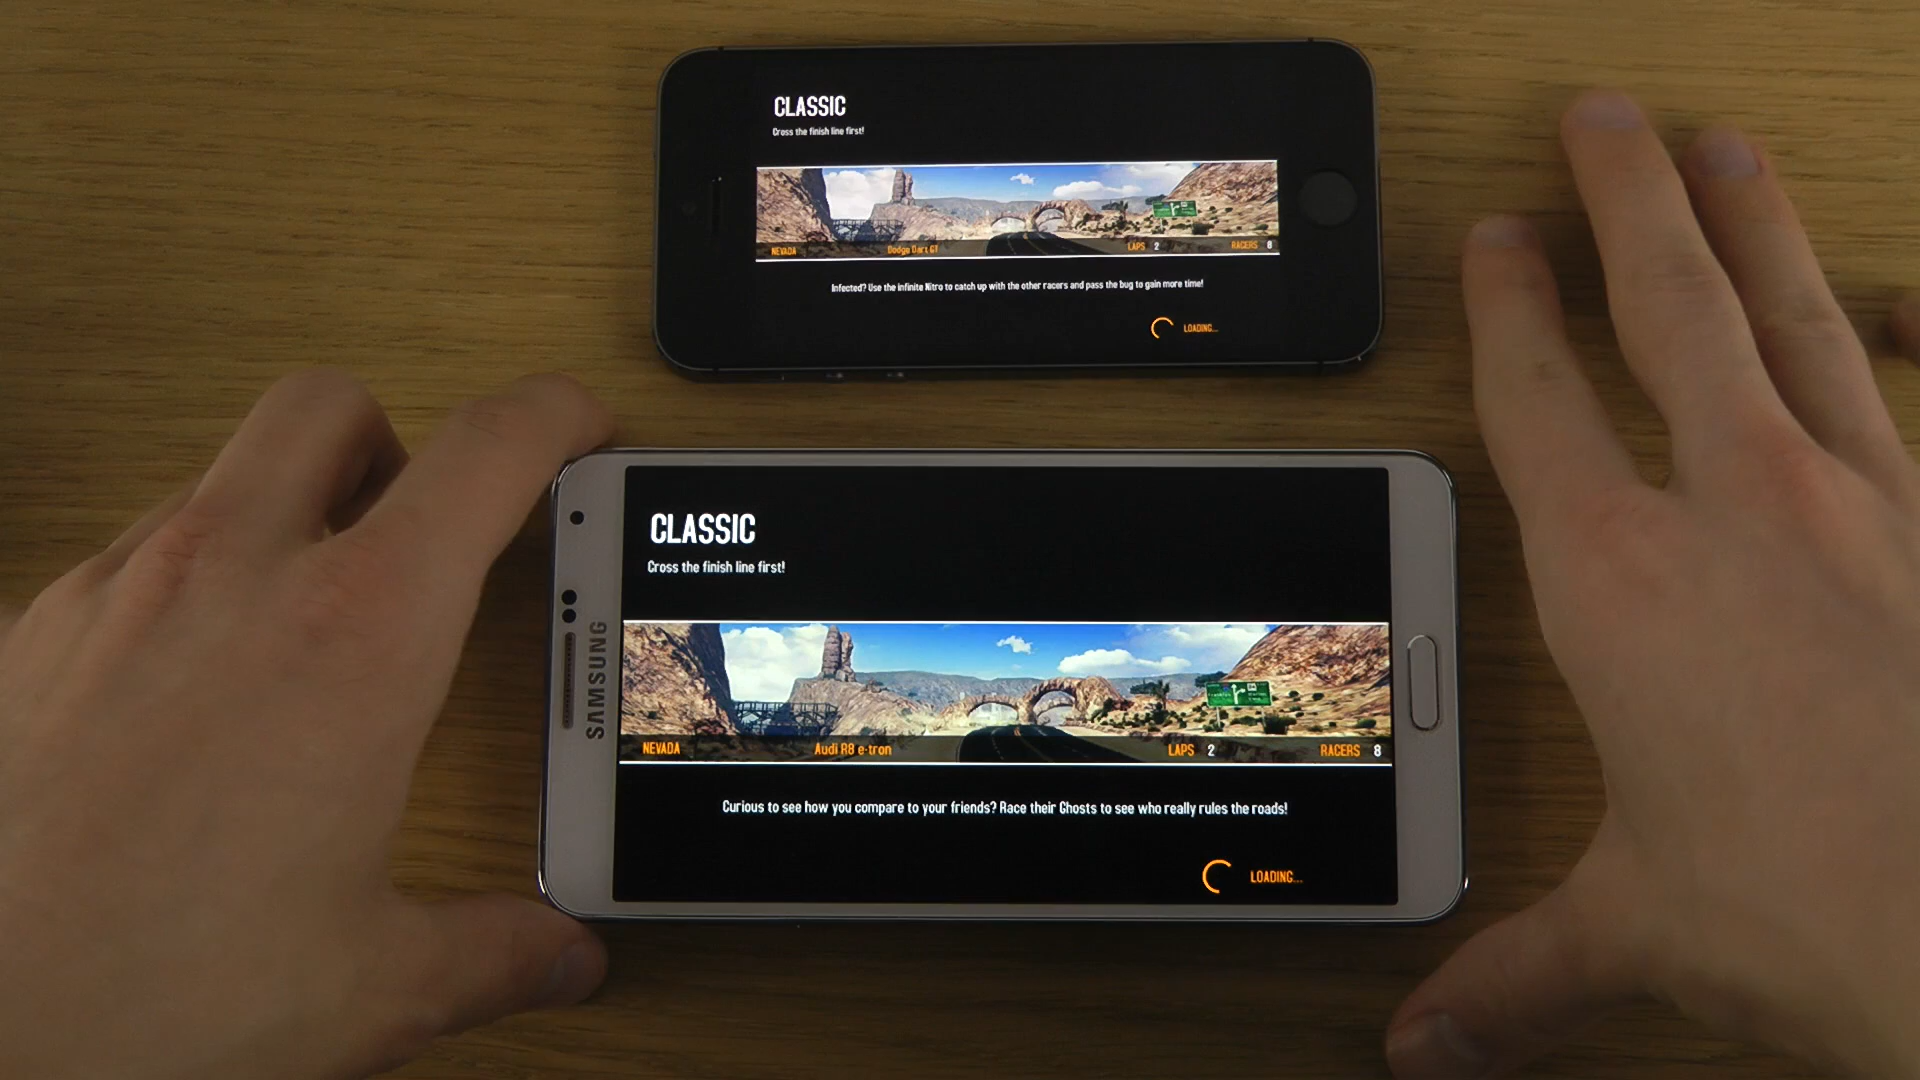 CLASSIC
Cross the finish line first!
NEVADA Dodge Dart GT LAPS 2 RACERS 8
Infected? Use the infinite Nitro to catch up with the other racers and pass the bug to gain more time!
LOADING...
SAMSUNG
CLASSIC
Cross the finish line first!
NEVADA Audi R8 e-tron LAPS 2 RACERS 8
Curious to see how you compare to your friends? Race their Ghosts to see who really rules the roads!
LOADING...